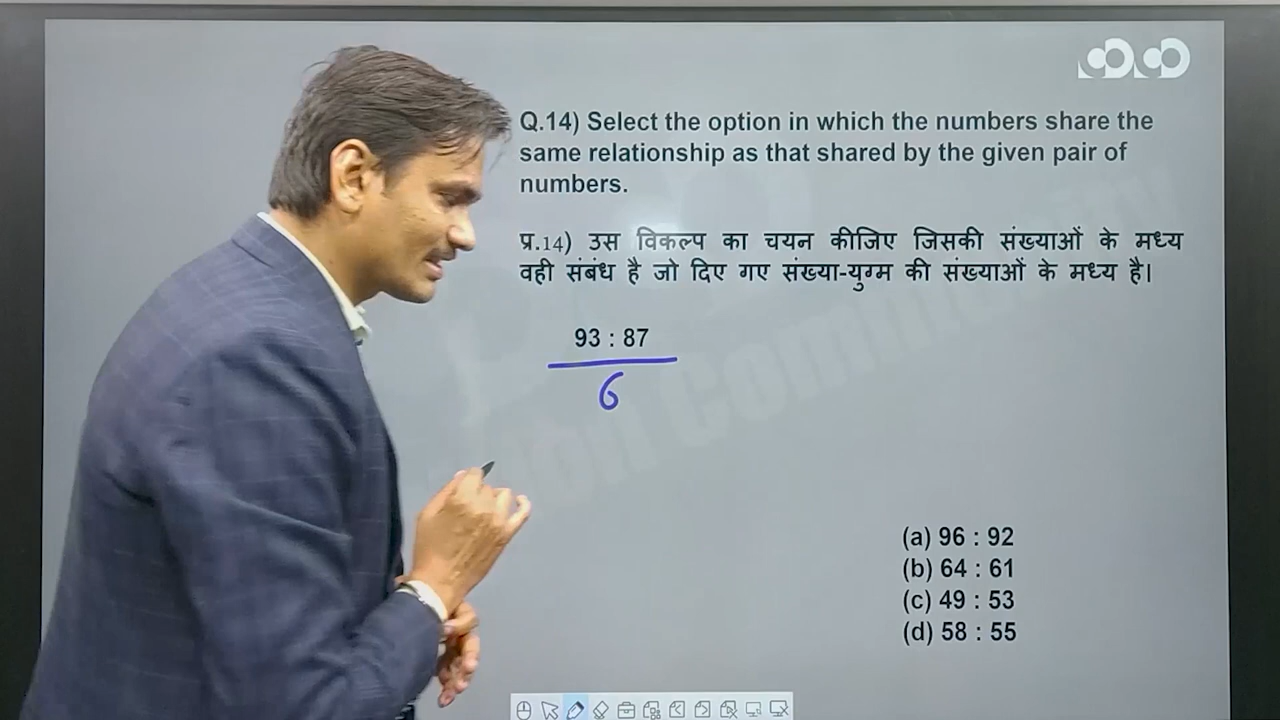 Q.14) Select the option in which the numbers share the
same relationship as that shared by the given pair of
numbers.
प्र.14) उस विकल्प का चयन कीजिए जिसकी संख्याओं के मध्य
वही संबंध है जो दिए गए संख्या-युग्म की संख्याओं के मध्य है।
93 : 87
6
(a) 96 : 92
(b) 64 : 61
(c) 49 : 53
(d) 58 : 55